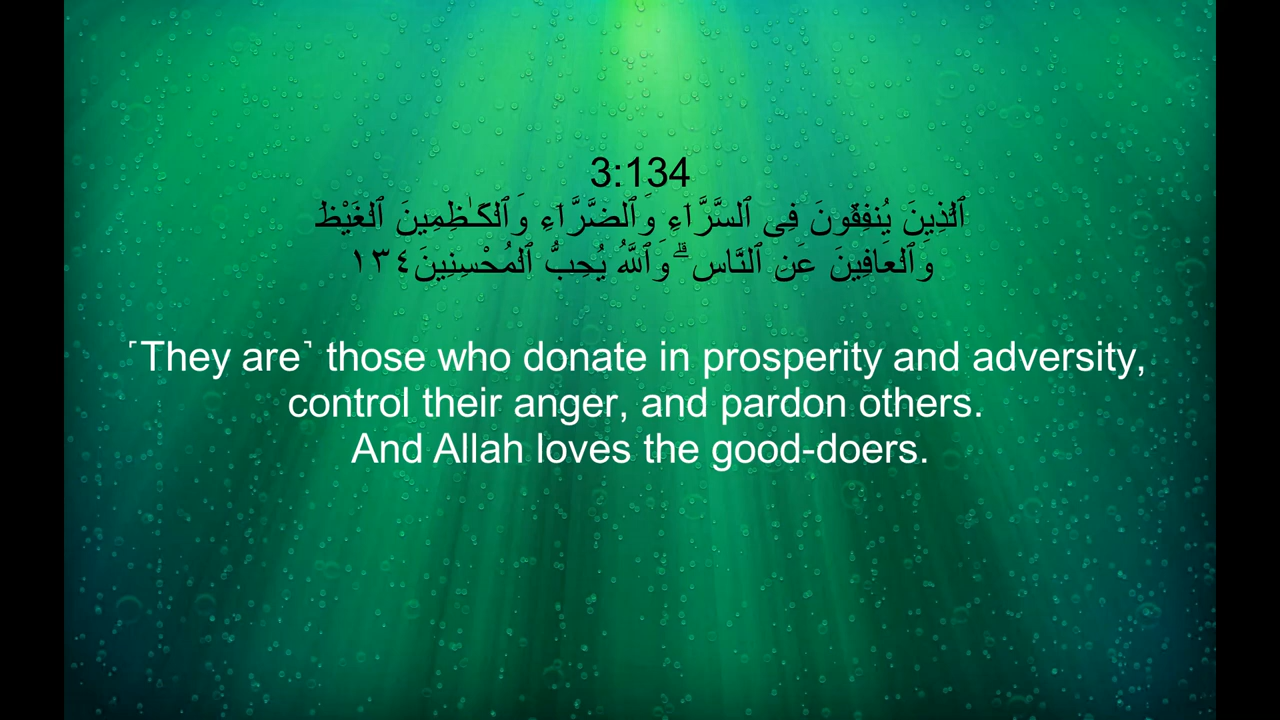 3:134
ٱلَّذِينَ يُنفِقُونَ فِى ٱلسَّرَّآءِ وَٱلضَّرَّآءِ وَٱلْكَـٰظِمِينَ ٱلْغَيْظَ
وَٱلْعَافِينَ عَنِ ٱلنَّاسِ ۗ وَٱللَّهُ يُحِبُّ ٱلْمُحْسِنِينَ ١٣٤
˹They are˺ those who donate in prosperity and adversity,
control their anger, and pardon others.
And Allah loves the good-doers.